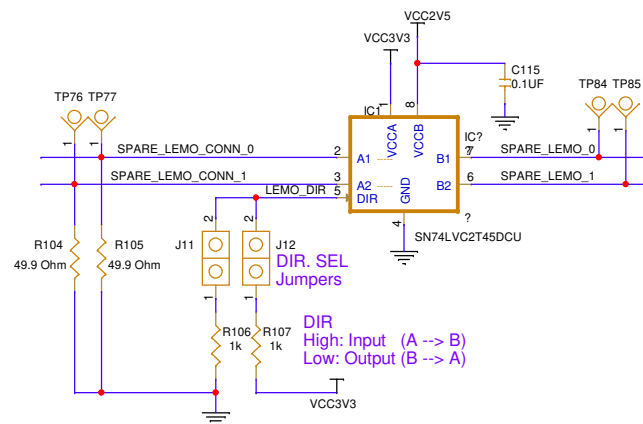 VCC2V5
VCC3V3
C115
0.1UF
TP76 TP77
TP84 TP85
IC1
1
8
VCCA
VCCB
IC?
1
1
1
1
SPARE_LEMO_CONN_0
2
A1
B1
7
SPARE_LEMO_0
SPARE_LEMO_CONN_1
3
A2
B2
6
SPARE_LEMO_1
LEMO_DIR
5
DIR
GND
4
?
SN74LVC2T45DCU
2
2
R104
49.9 Ohm
R105
49.9 Ohm
J11
J12
DIR. SEL
Jumpers
1
1
R106
1k
R107
1k
DIR
High: Input (A --> B)
Low: Output (B --> A)
VCC3V3